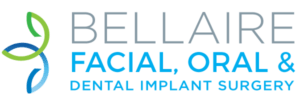 BELLAIRE
FACIAL, ORAL &
DENTAL IMPLANT SURGERY